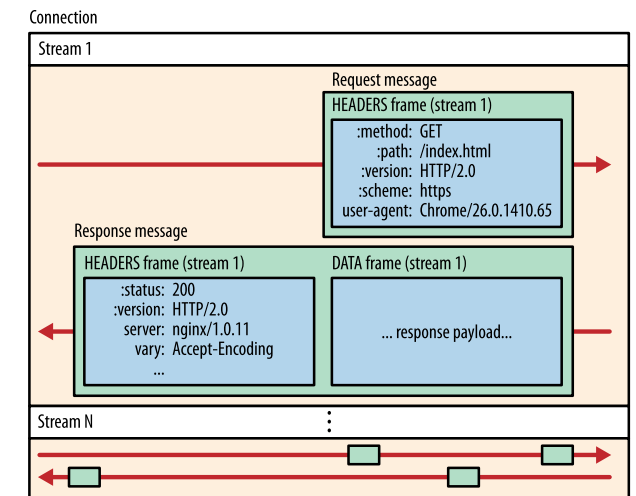 Connection
Stream 1
Request message
HEADERS frame (stream 1)
:method: GET
:path: /index.html
:version: HTTP/2.0
:scheme: https
user-agent: Chrome/26.0.1410.65
Response message
HEADERS frame (stream 1)
:status: 200
:version: HTTP/2.0
server: nginx/1.0.11
vary: Accept-Encoding
...
DATA frame (stream 1)
... response payload...
Stream N